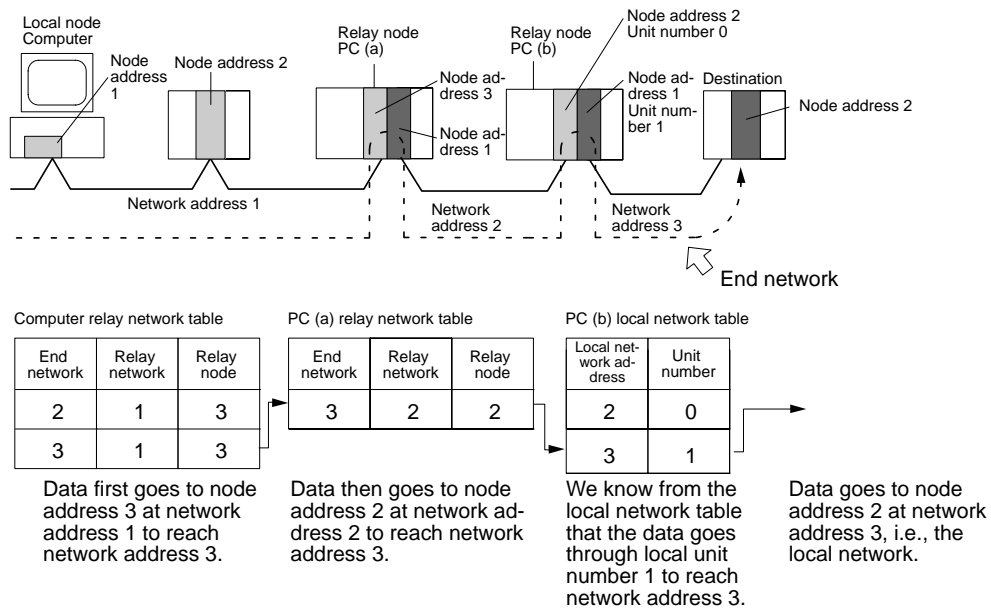 Local node
Computer
Node
address
1
Node address 2
Relay node
PC (a)
Node ad-
dress 3
Node ad-
dress 1
Relay node
PC (b)
Node address 2
Unit number 0
Node ad-
dress 1
Unit num-
ber 1
Destination
Node address 2
Network address 1
Network
address 2
Network
address 3
End network
Computer relay network table
End network Relay network Relay node
2 1 3
3 1 3
Data first goes to node
address 3 at network
address 1 to reach
network address 3.
PC (a) relay network table
End network Relay network Relay node
3 2 2
Data then goes to node
address 2 at network ad-
dress 2 to reach network
address 3.
PC (b) local network table
Local net-
work ad-
dress
Unit
number
2 0
3 1
We know from the
local network table
that the data goes
through local unit
number 1 to reach
network address 3.
Data goes to node
address 2 at network
address 3, i.e., the
local network.